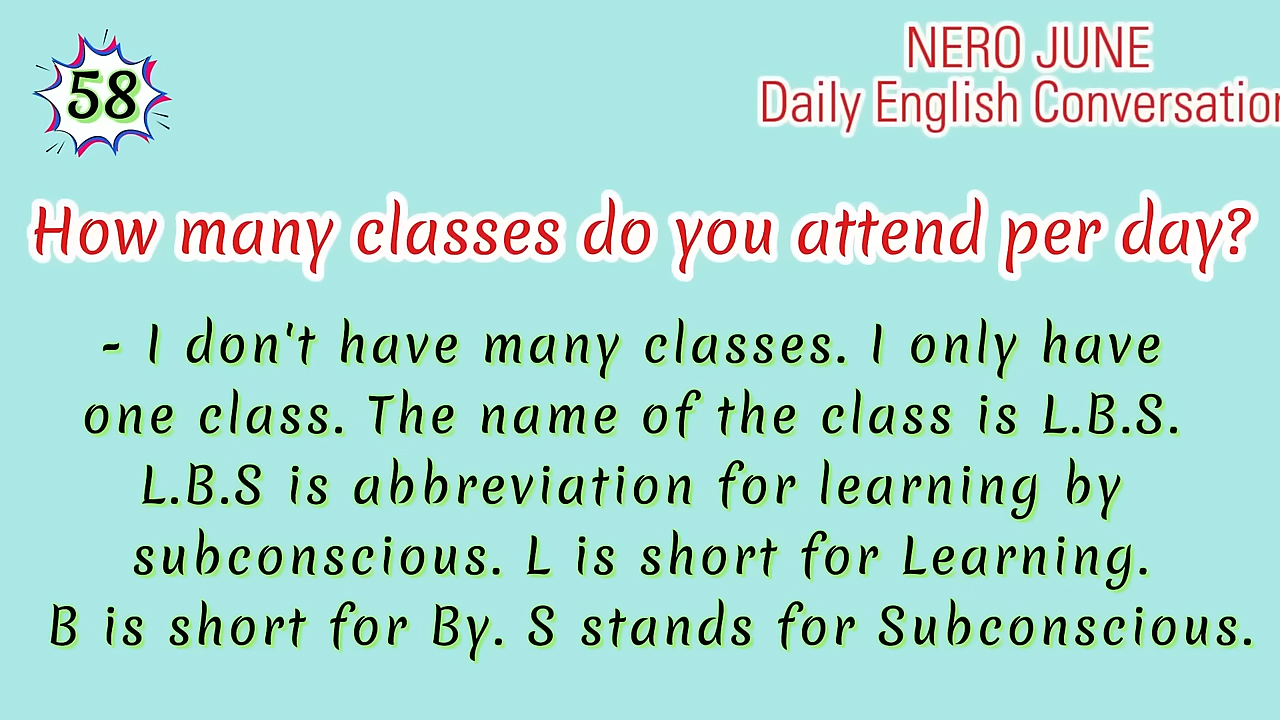 58
NERO JUNE
Daily English Conversation
How many classes do you attend per day?
- I don't have many classes. I only have
one class. The name of the class is L.B.S.
L.B.S is abbreviation for learning by
subconscious. L is short for Learning.
B is short for By. S stands for Subconscious.